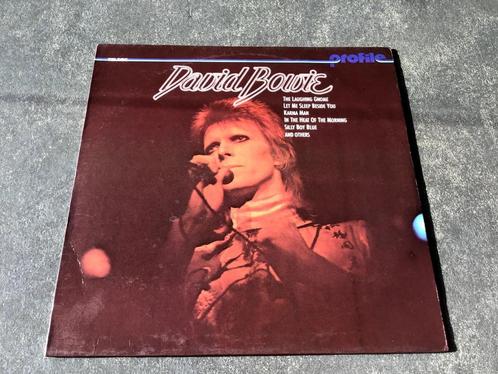 profile
David Bowie
THE LAUGHING GNOME
LET ME SLEEP BESIDE YOU
KARMA MAN
IN THE HEAT OF THE MORNING
SILLY BOY BLUE
AND OTHERS